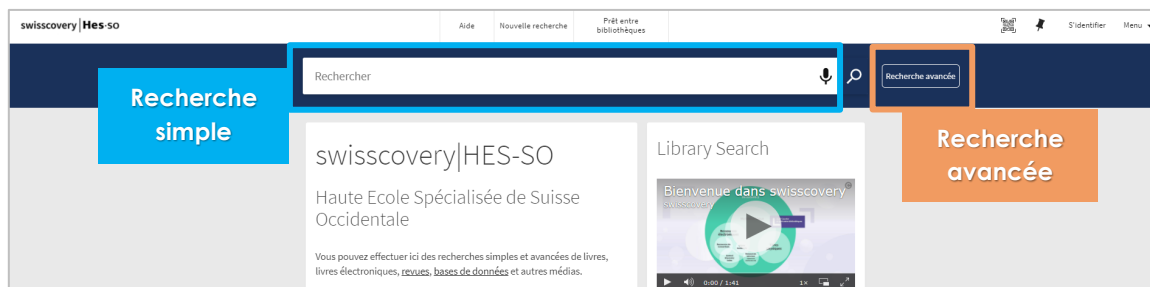 swisscovery|Hes-so
Aide
Nouvelle recherche
Prêt entre
bibliothèques
S'identifier
Menu
Rechercher
Recherche avancée
Recherche
simple
Recherche
avancée
swisscovery|HES-SO
Haute Ecole Spécialisée de Suisse
Occidentale
Vous pouvez effectuer ici des recherches simples et avancées de livres,
livres électroniques, revues, bases de données et autres médias.
Library Search
Bienvenue dans swisscovery
swisscovery
0:00 / 1:41
1x